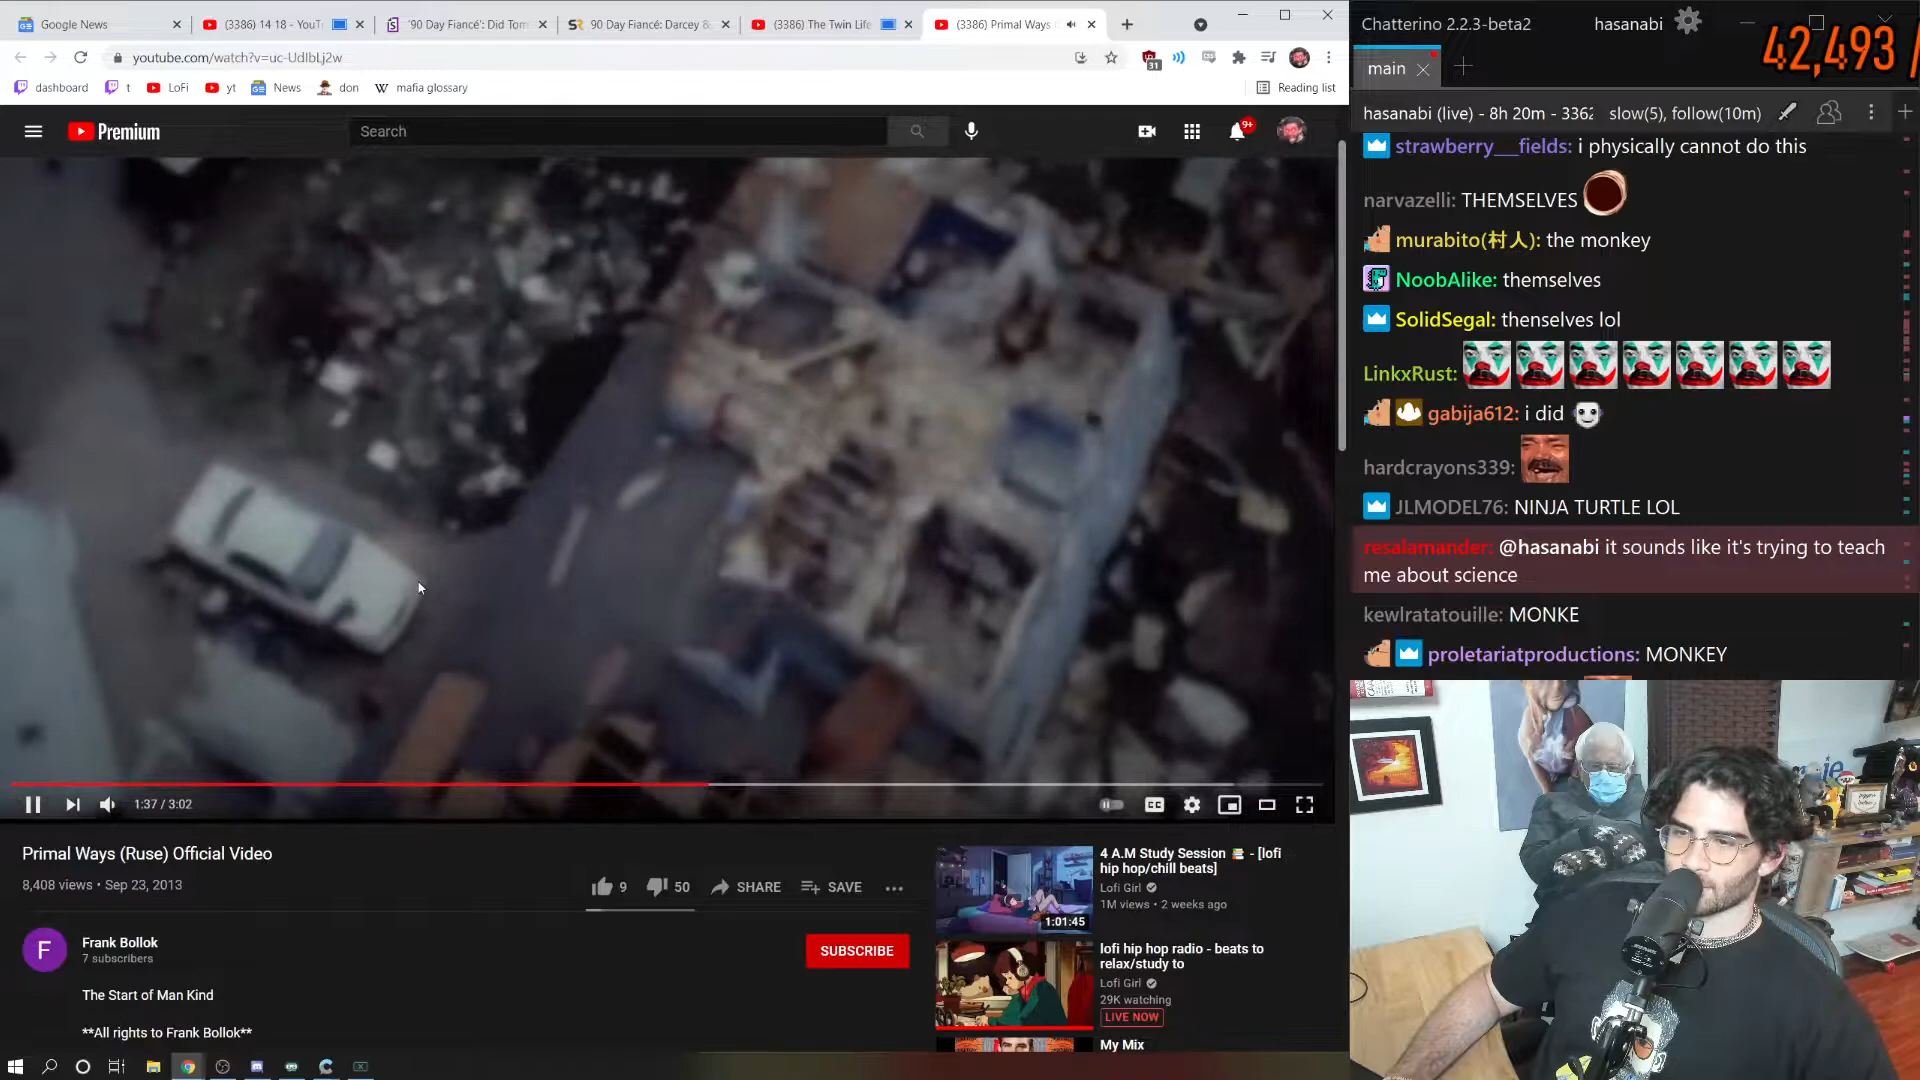 Google News
(3386) 14 18 - YouT
'90 Day Fiancé': Did Tom
90 Day Fiancé: Darcey &
(3386) The Twin Life
(3386) Primal Ways
youtube.com/watch?v=uc-UdIbLj2w
31
dashboard
t
LoFi
yt
News
don
mafia glossary
Reading list
Premium
Search
9+
1:37 / 3:02
Primal Ways (Ruse) Official Video
8,408 views • Sep 23, 2013
9
50
SHARE
SAVE
F
Frank Bollok
7 subscribers
SUBSCRIBE
The Start of Man Kind
**All rights to Frank Bollok**
1:01:45
4 A.M Study Session - [lofi
hip hop/chill beats]
Lofi Girl
1M views • 2 weeks ago
lofi hip hop radio - beats to
relax/study to
Lofi Girl
29K watching
LIVE NOW
My Mix
Chatterino 2.2.3-beta2
hasanabi
42,493 /
main
hasanabi (live) - 8h 20m - 3362
slow(5), follow(10m)
strawberry___fields: i physically cannot do this
narvazelli: THEMSELVES
murabito(村人): the monkey
NoobAlike: themselves
SolidSegal: thenselves lol
LinkxRust:
gabija612: i did
hardcrayons339:
JLMODEL76: NINJA TURTLE LOL
resalamander: @hasanabi it sounds like it's trying to teach
me about science
kewlratatouille: MONKE
proletariatproductions: MONKEY